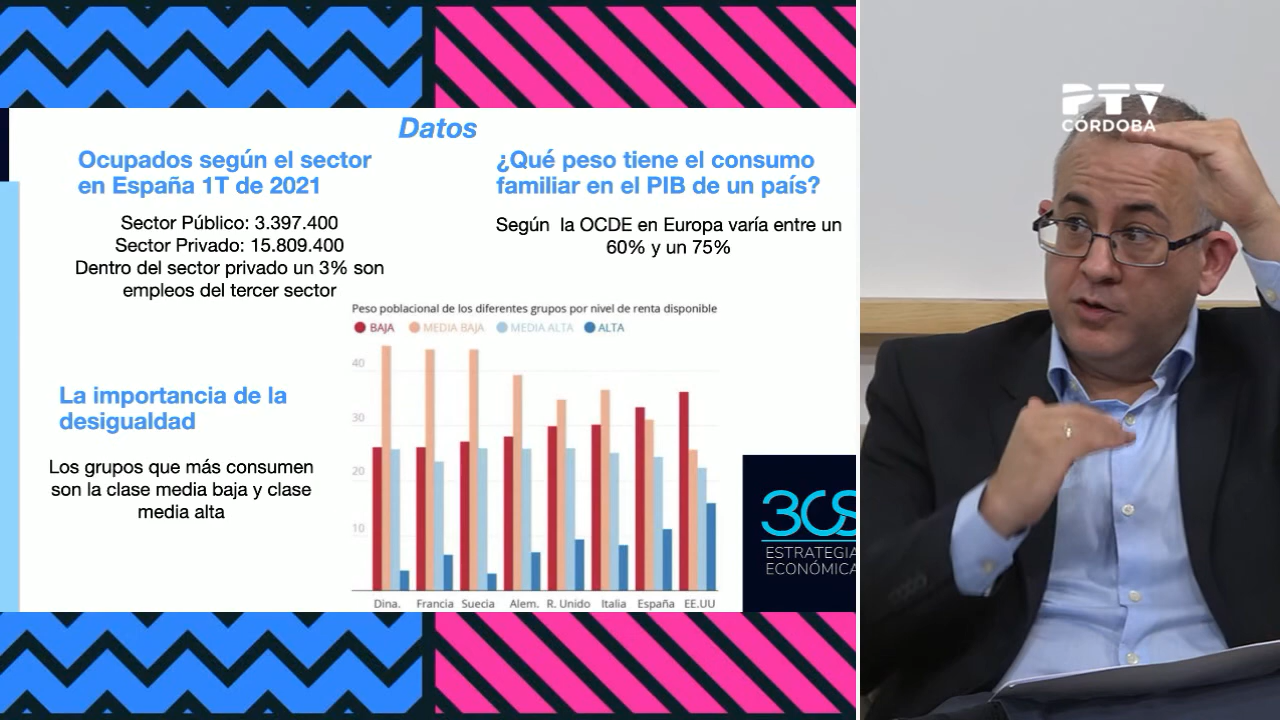 Datos
Ocupados según el sector
en España 1T de 2021
Sector Público: 3.397.400
Sector Privado: 15.809.400
Dentro del sector privado un 3% son
empleos del tercer sector
¿Qué peso tiene el consumo
familiar en el PIB de un país?
Según la OCDE en Europa varía entre un
60% y un 75%
La importancia de la
desigualdad
Los grupos que más consumen
son la clase media baja y clase
media alta
Peso poblacional de los diferentes grupos por nivel de renta disponible
BAJA MEDIA BAJA MEDIA ALTA ALTA
40
30
20
10
Dina. Francia Suecia Alem. R. Unido Italia España EE.UU
ESTRATEGIA
ECONÓMICA
PTV
CÓRDOBA